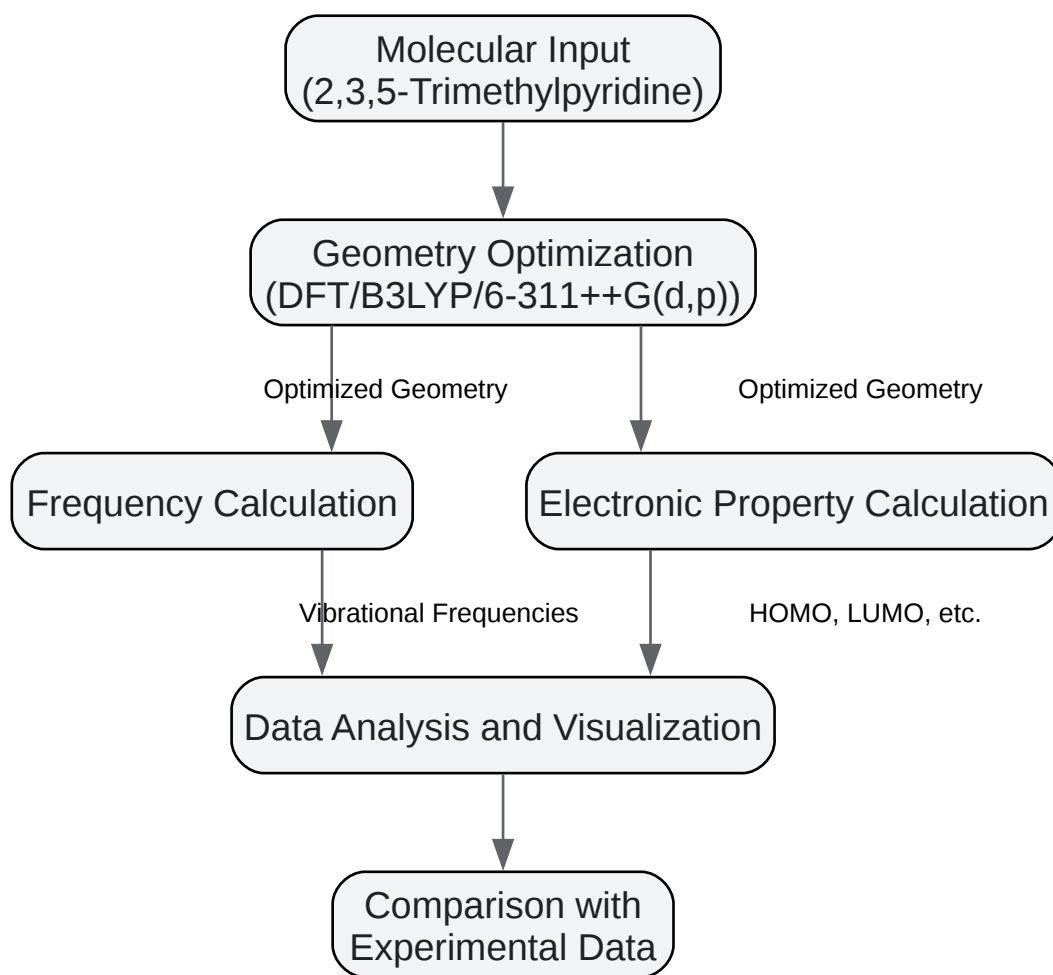 Molecular Input
(2,3,5-Trimethylpyridine)
Geometry Optimization
(DFT/B3LYP/6-311++G(d,p))
Optimized Geometry
Optimized Geometry
Frequency Calculation
Electronic Property Calculation
Vibrational Frequencies
HOMO, LUMO, etc.
Data Analysis and Visualization
Comparison with
Experimental Data